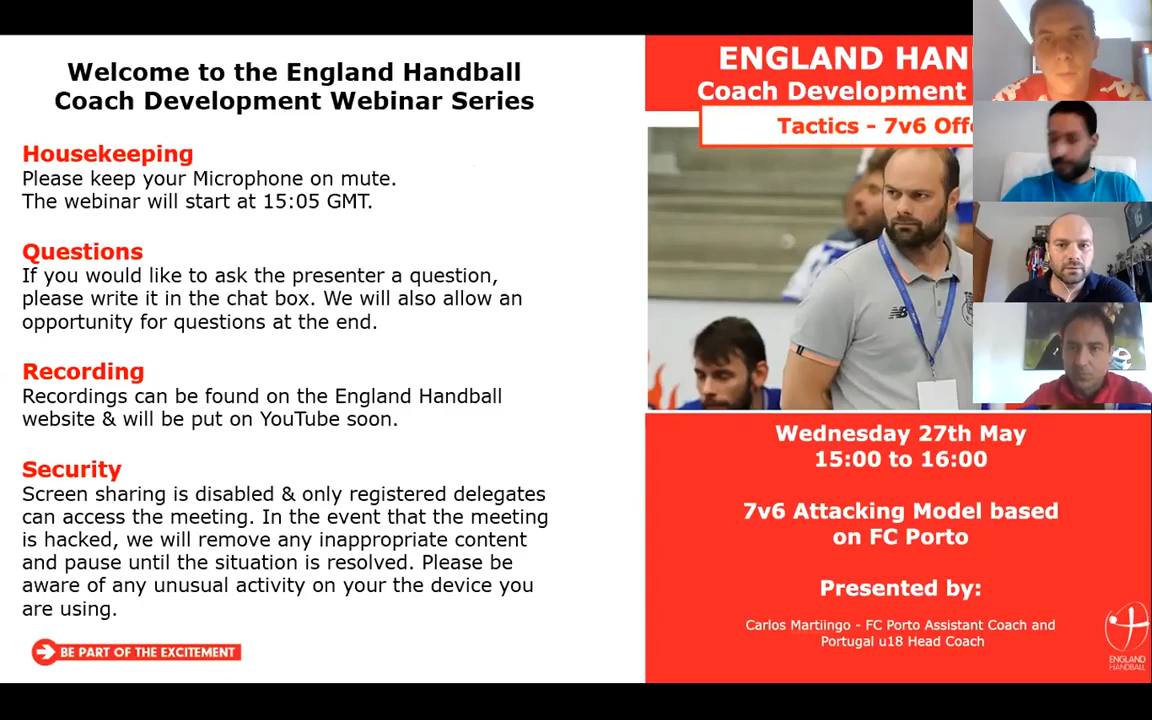 Welcome to the England Handball
Coach Development Webinar Series
Housekeeping
Please keep your Microphone on mute.
The webinar will start at 15:05 GMT.
Questions
If you would like to ask the presenter a question,
please write it in the chat box. We will also allow an
opportunity for questions at the end.
Recording
Recordings can be found on the England Handball
website & will be put on YouTube soon.
Security
Screen sharing is disabled & only registered delegates
can access the meeting. In the event that the meeting
is hacked, we will remove any inappropriate content
and pause until the situation is resolved. Please be
aware of any unusual activity on your the device you
are using.
BE PART OF THE EXCITEMENT
ENGLAND HAN
Coach Development
Tactics - 7v6 Off
NB
Wednesday 27th May
15:00 to 16:00
7v6 Attacking Model based
on FC Porto
Presented by:
Carlos Martiingo - FC Porto Assistant Coach and
Portugal u18 Head Coach
ENGLAND
HANDBALL